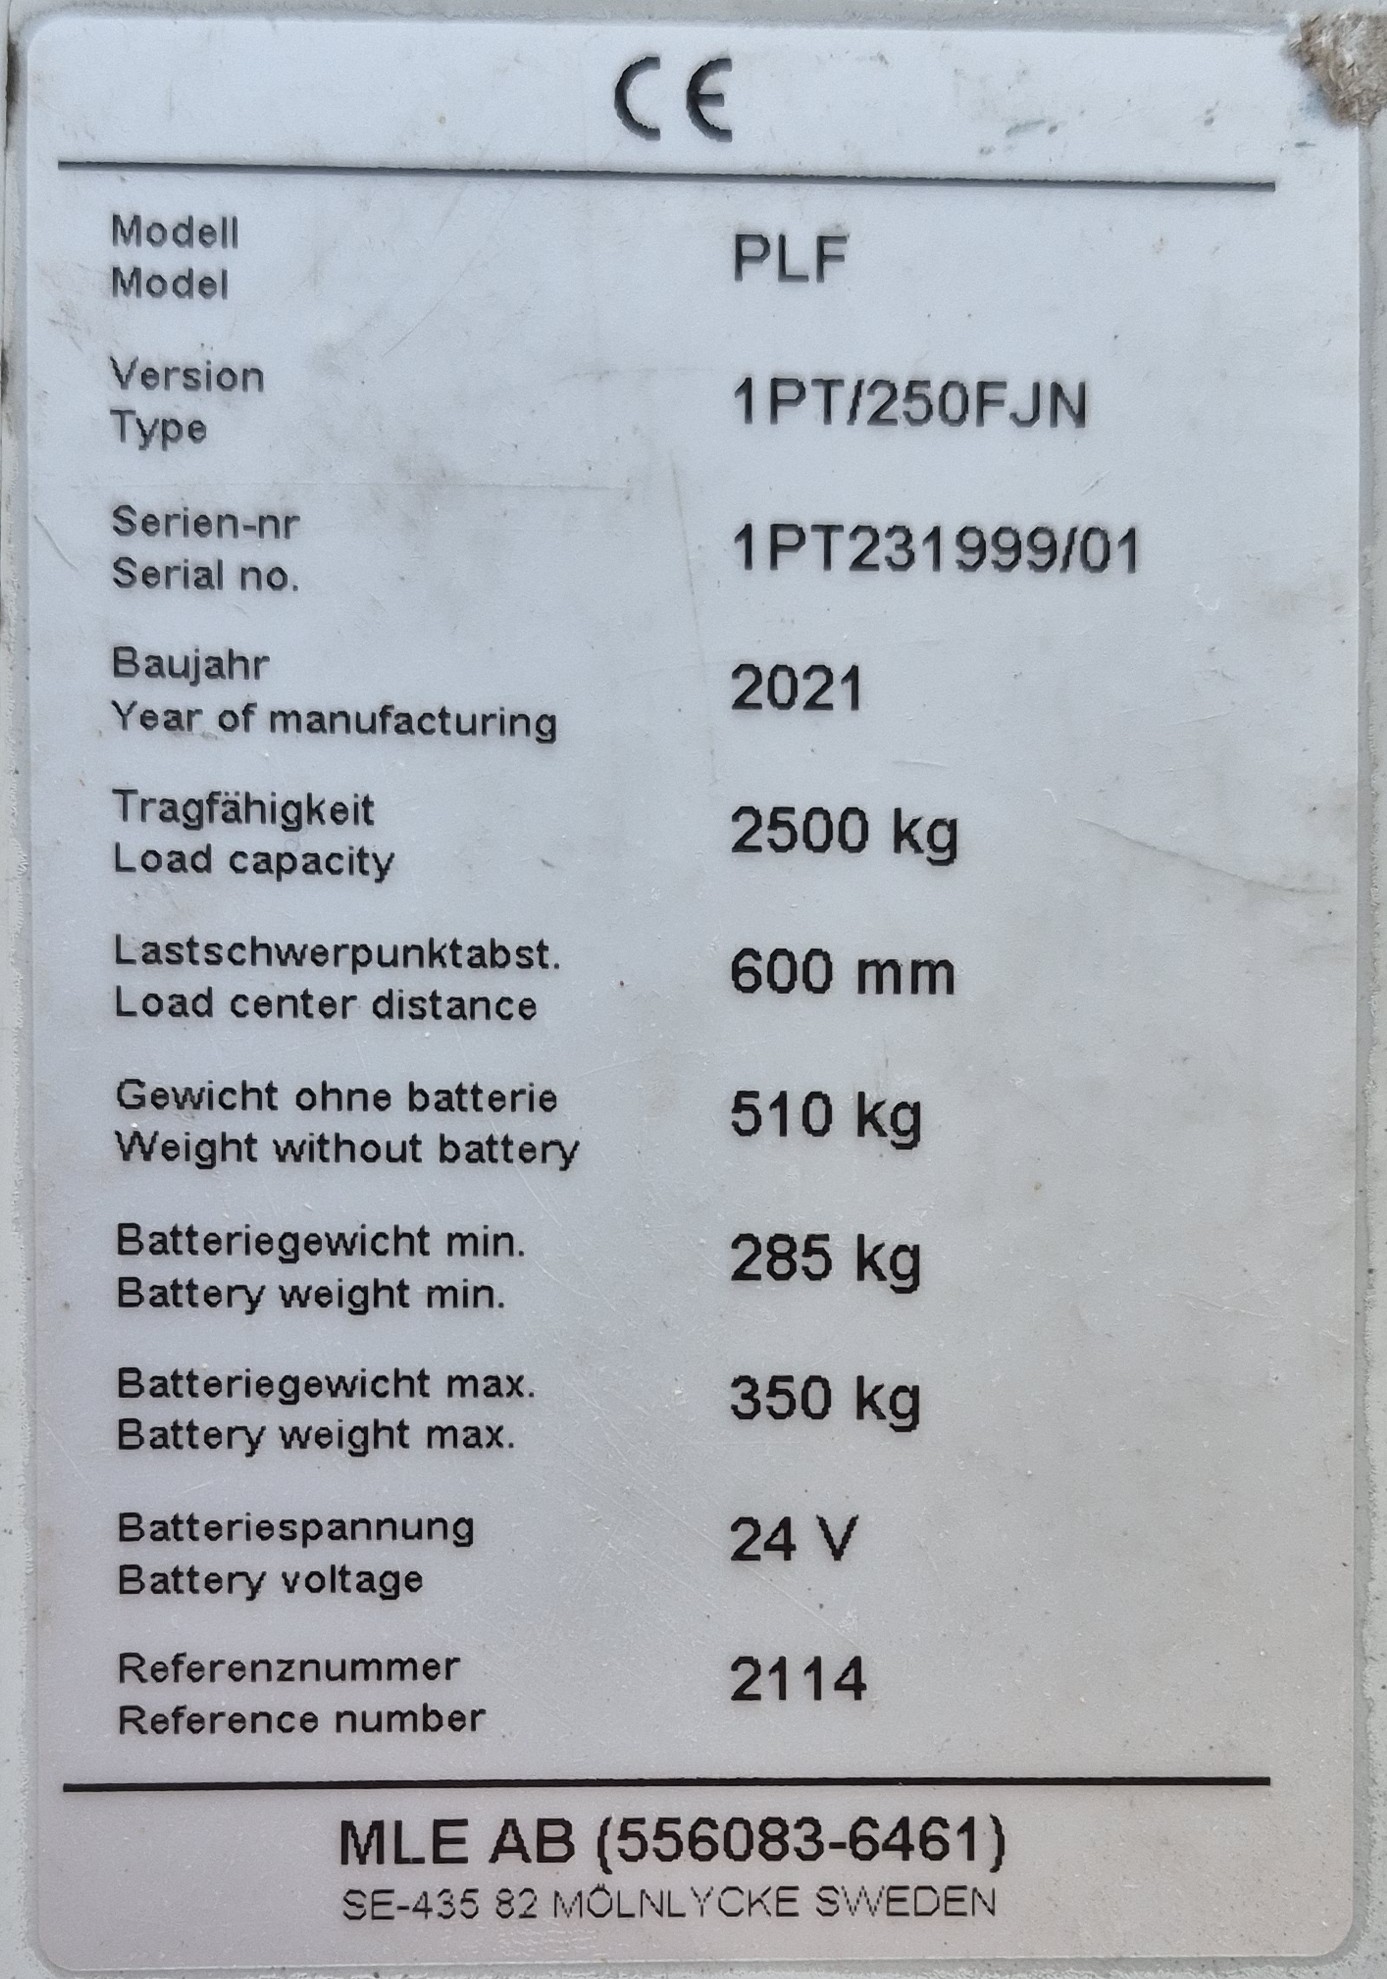 CE
Modell
Model
PLF
Version
Type
1PT/250FJN
Serien-nr
Serial no.
1PT231999/01
Baujahr
Year of manufacturing
2021
Tragfähigkeit
Load capacity
2500 kg
Lastschwerpunktabst.
Load center distance
600 mm
Gewicht ohne batterie
Weight without battery
510 kg
Batteriegewicht min.
Battery weight min.
285 kg
Batteriegewicht max.
Battery weight max.
350 kg
Batteriespannung
Battery voltage
24 V
Referenznummer
Reference number
2114
MLE AB (556083-6461)
SE-435 82 MÖLNLYCKE SWEDEN